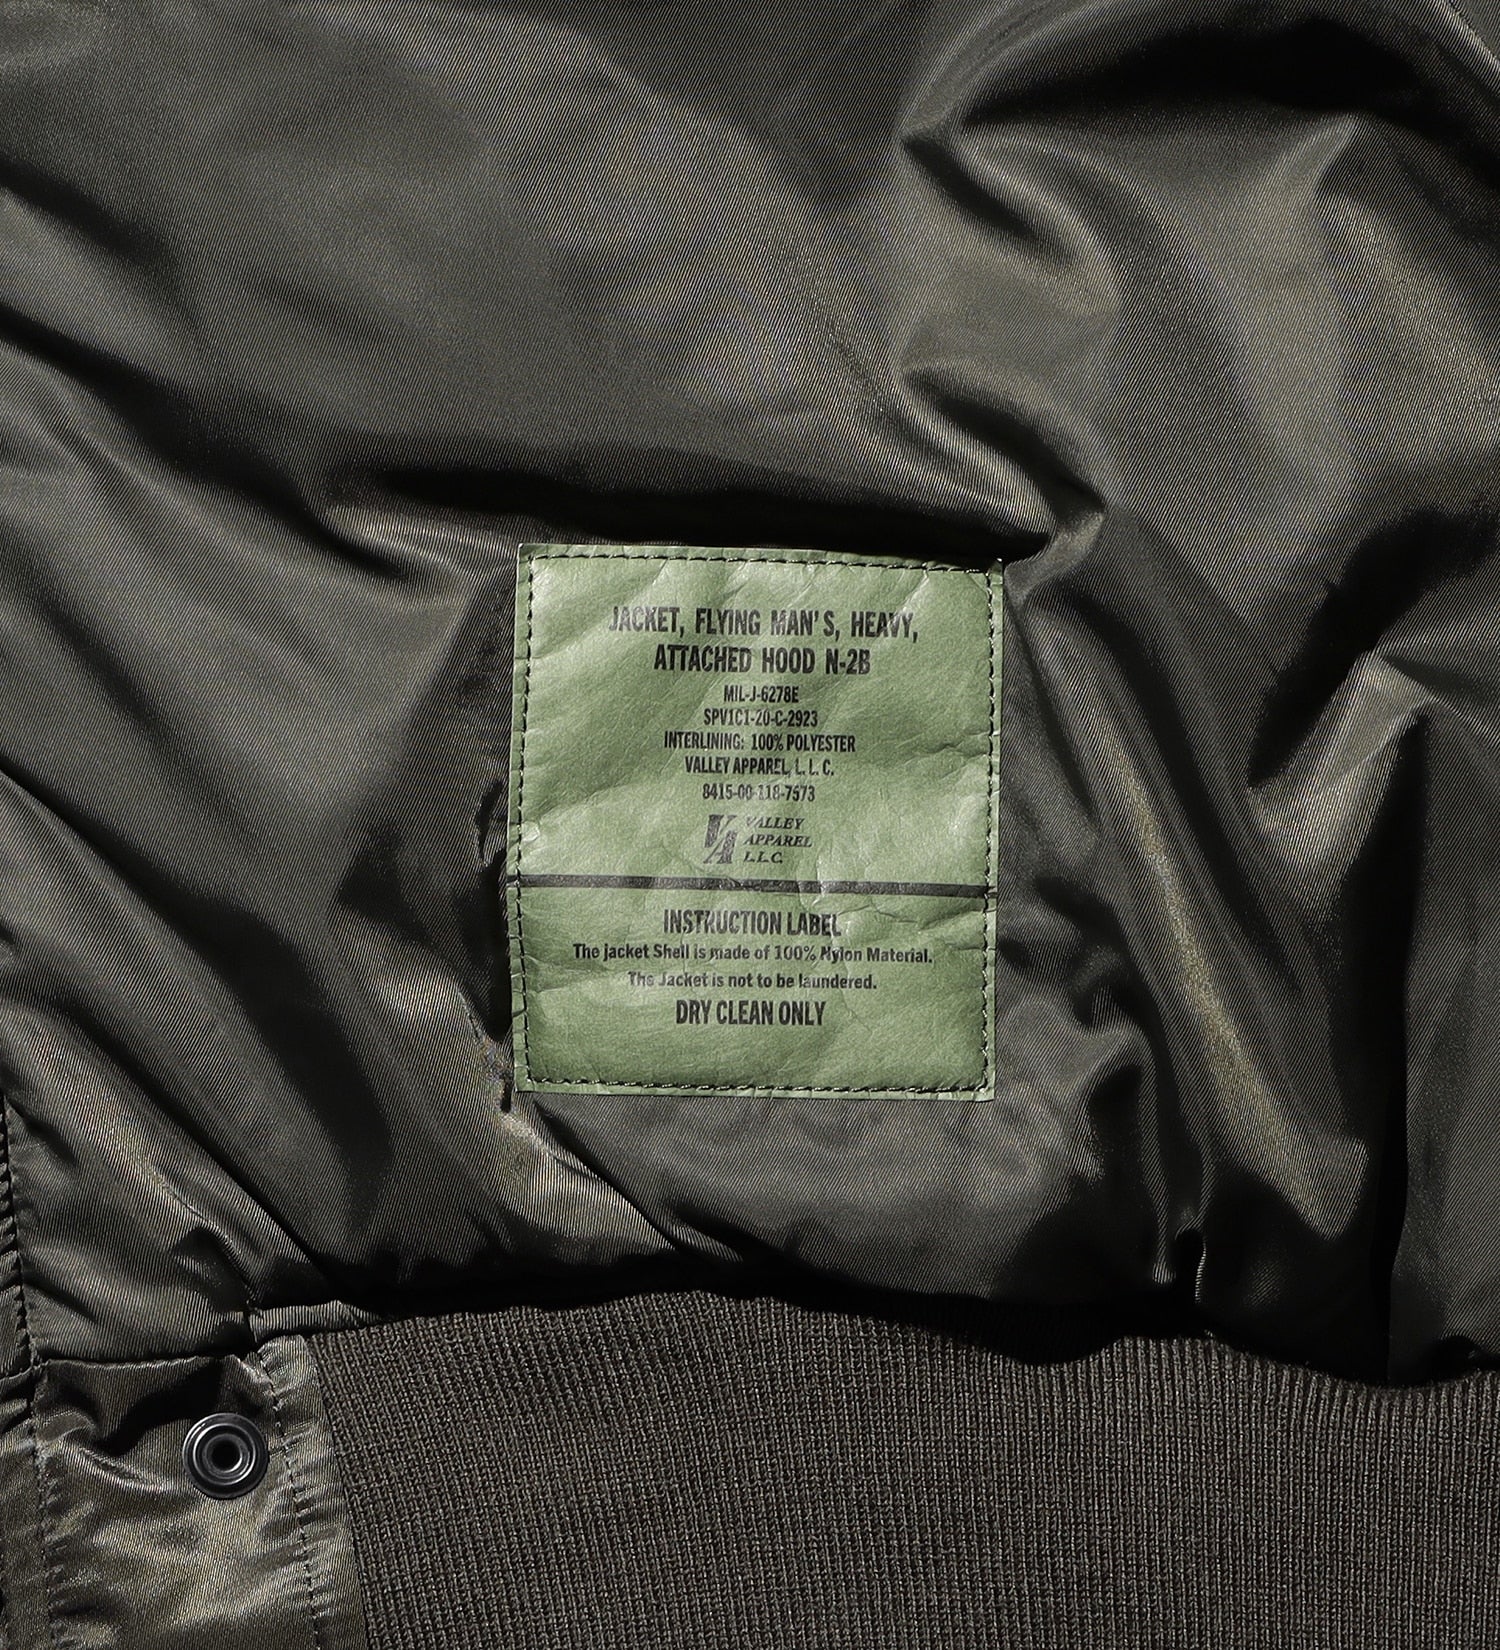 JACKET, FLYING MAN'S, HEAVY,
ATTACHED HOOD N-2B
MIL-J-6278E
SPV1C1-20-C-2923
INTERLINING: 100% POLYESTER
VALLEY APPAREL, L. L. C.
8415-00-118-7573
VA
VALLEY
APPAREL
L.L.C.
INSTRUCTION LABEL
The jacket Shell is made of 100% Nylon Material.
The Jacket is not to be laundered.
DRY CLEAN ONLY